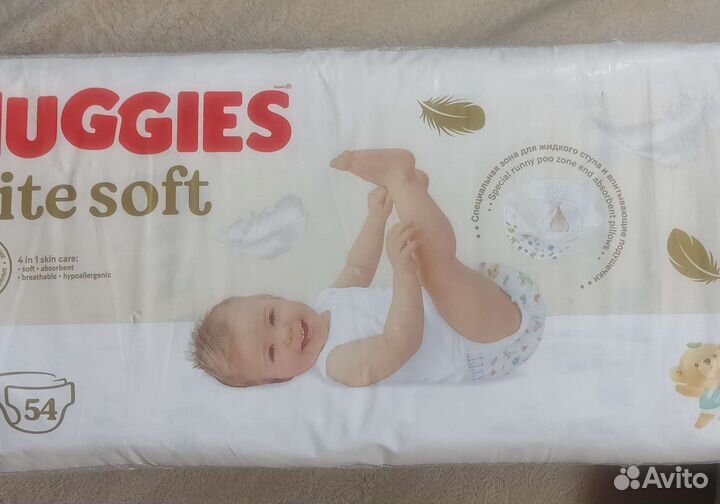 HUGGIES
lite soft
4 in 1 skin care:
• soft • absorbent
• breathable • hypoallergenic
Специальная зона для жидкого стула и впитывающие подушечки
Special runny poo zone and absorbent pillows
54
Avito